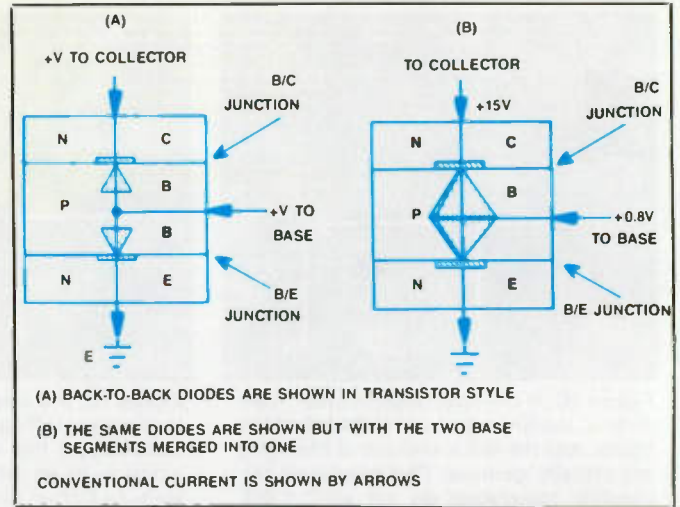 (A)
+V TO COLLECTOR
B/C
JUNCTION
N
C
P
B
B
+V TO
BASE
N
E
B/E
JUNCTION
E
(B)
TO COLLECTOR
+15V
B/C
JUNCTION
N
C
P
B
+0.8V
TO BASE
N
E
B/E JUNCTION
(A) BACK-TO-BACK DIODES ARE SHOWN IN TRANSISTOR STYLE
(B) THE SAME DIODES ARE SHOWN BUT WITH THE TWO BASE
SEGMENTS MERGED INTO ONE
CONVENTIONAL CURRENT IS SHOWN BY ARROWS